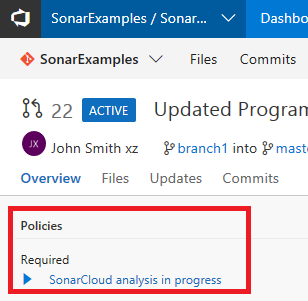 SonarExamples / Sonar...
Dashbo
SonarExamples
Files
Commits
22
ACTIVE
Updated Program
JX
John Smith xz
branch1 into
maste
Overview
Files
Updates
Commits
Policies
Required
SonarCloud analysis in progress